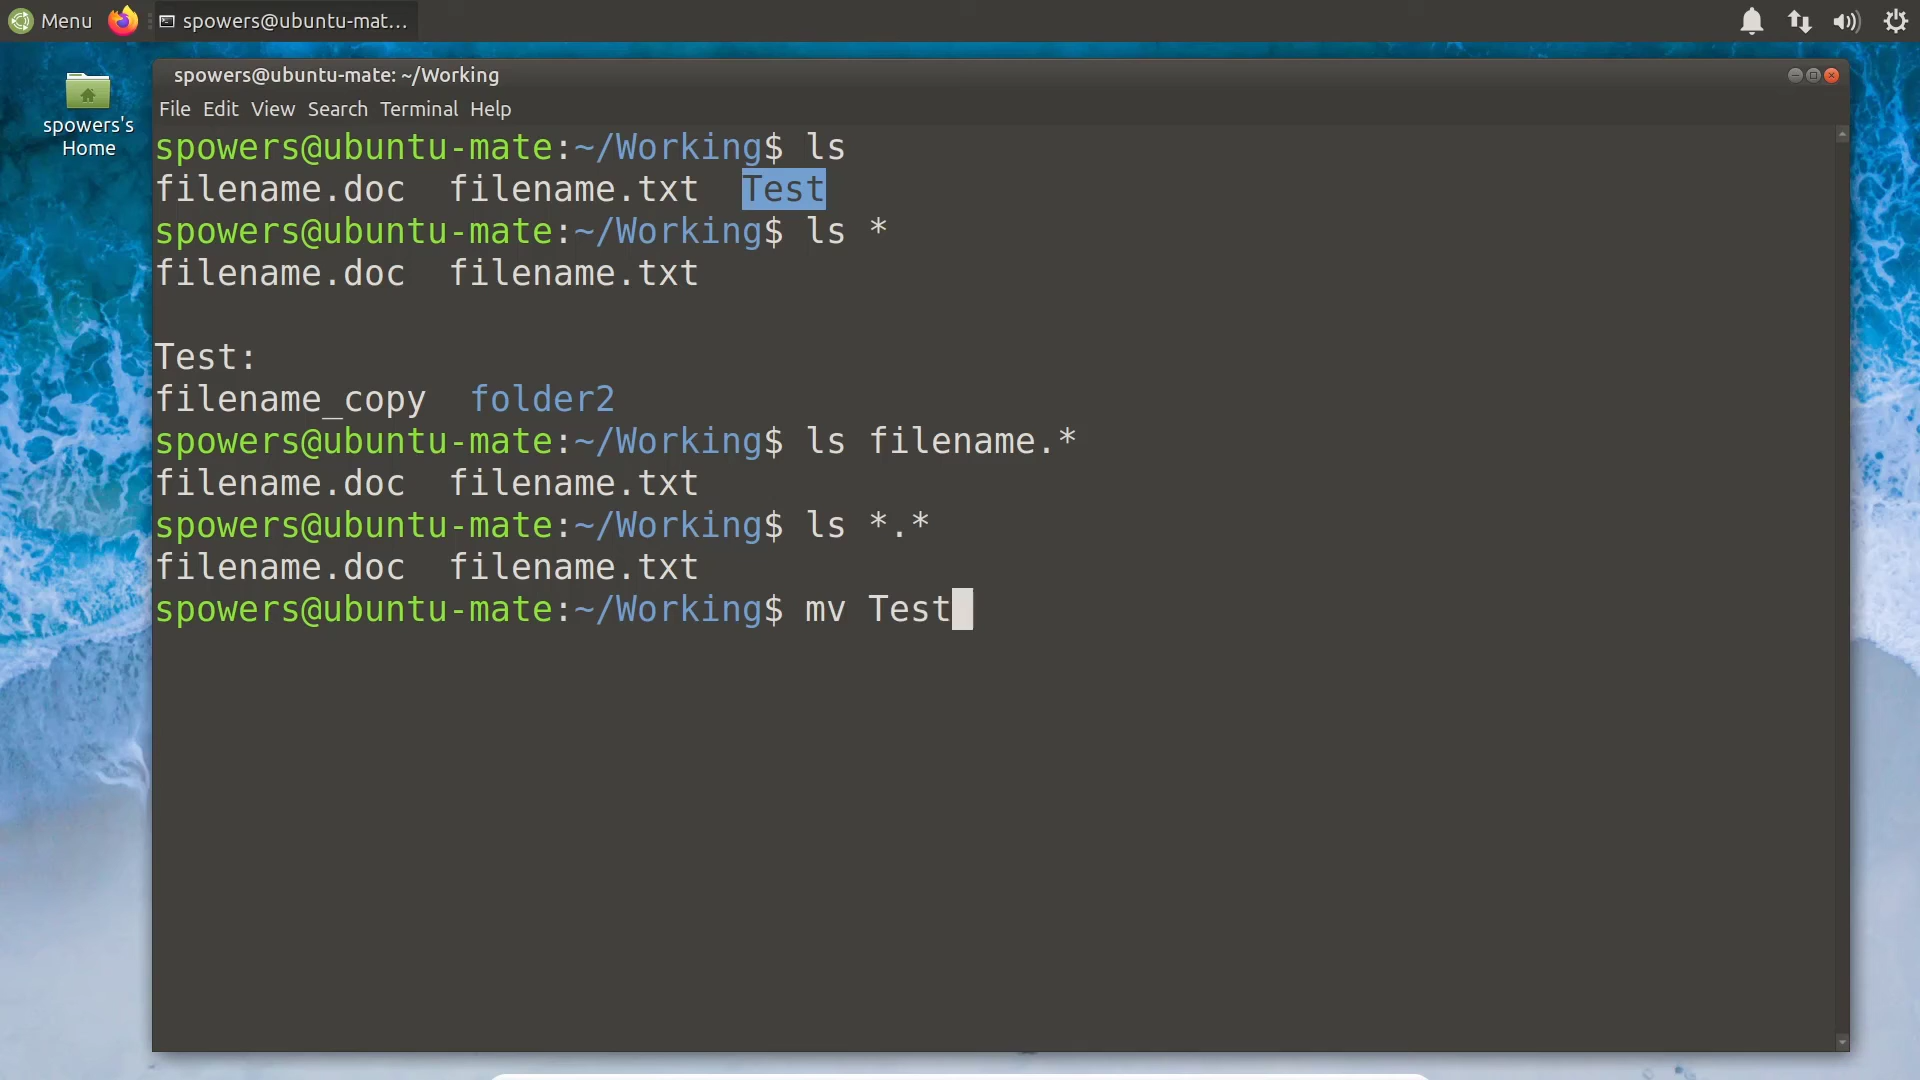 Menu spowers@ubuntu-mat...
spowers's
Home
spowers@ubuntu-mate: ~/Working
File Edit View Search Terminal Help
spowers@ubuntu-mate:~/Working$ ls
filename.doc  filename.txt  Test
spowers@ubuntu-mate:~/Working$ ls *
filename.doc  filename.txt
Test:
filename_copy  folder2
spowers@ubuntu-mate:~/Working$ ls filename.*
filename.doc  filename.txt
spowers@ubuntu-mate:~/Working$ ls *.*
filename.doc  filename.txt
spowers@ubuntu-mate:~/Working$ mv Test